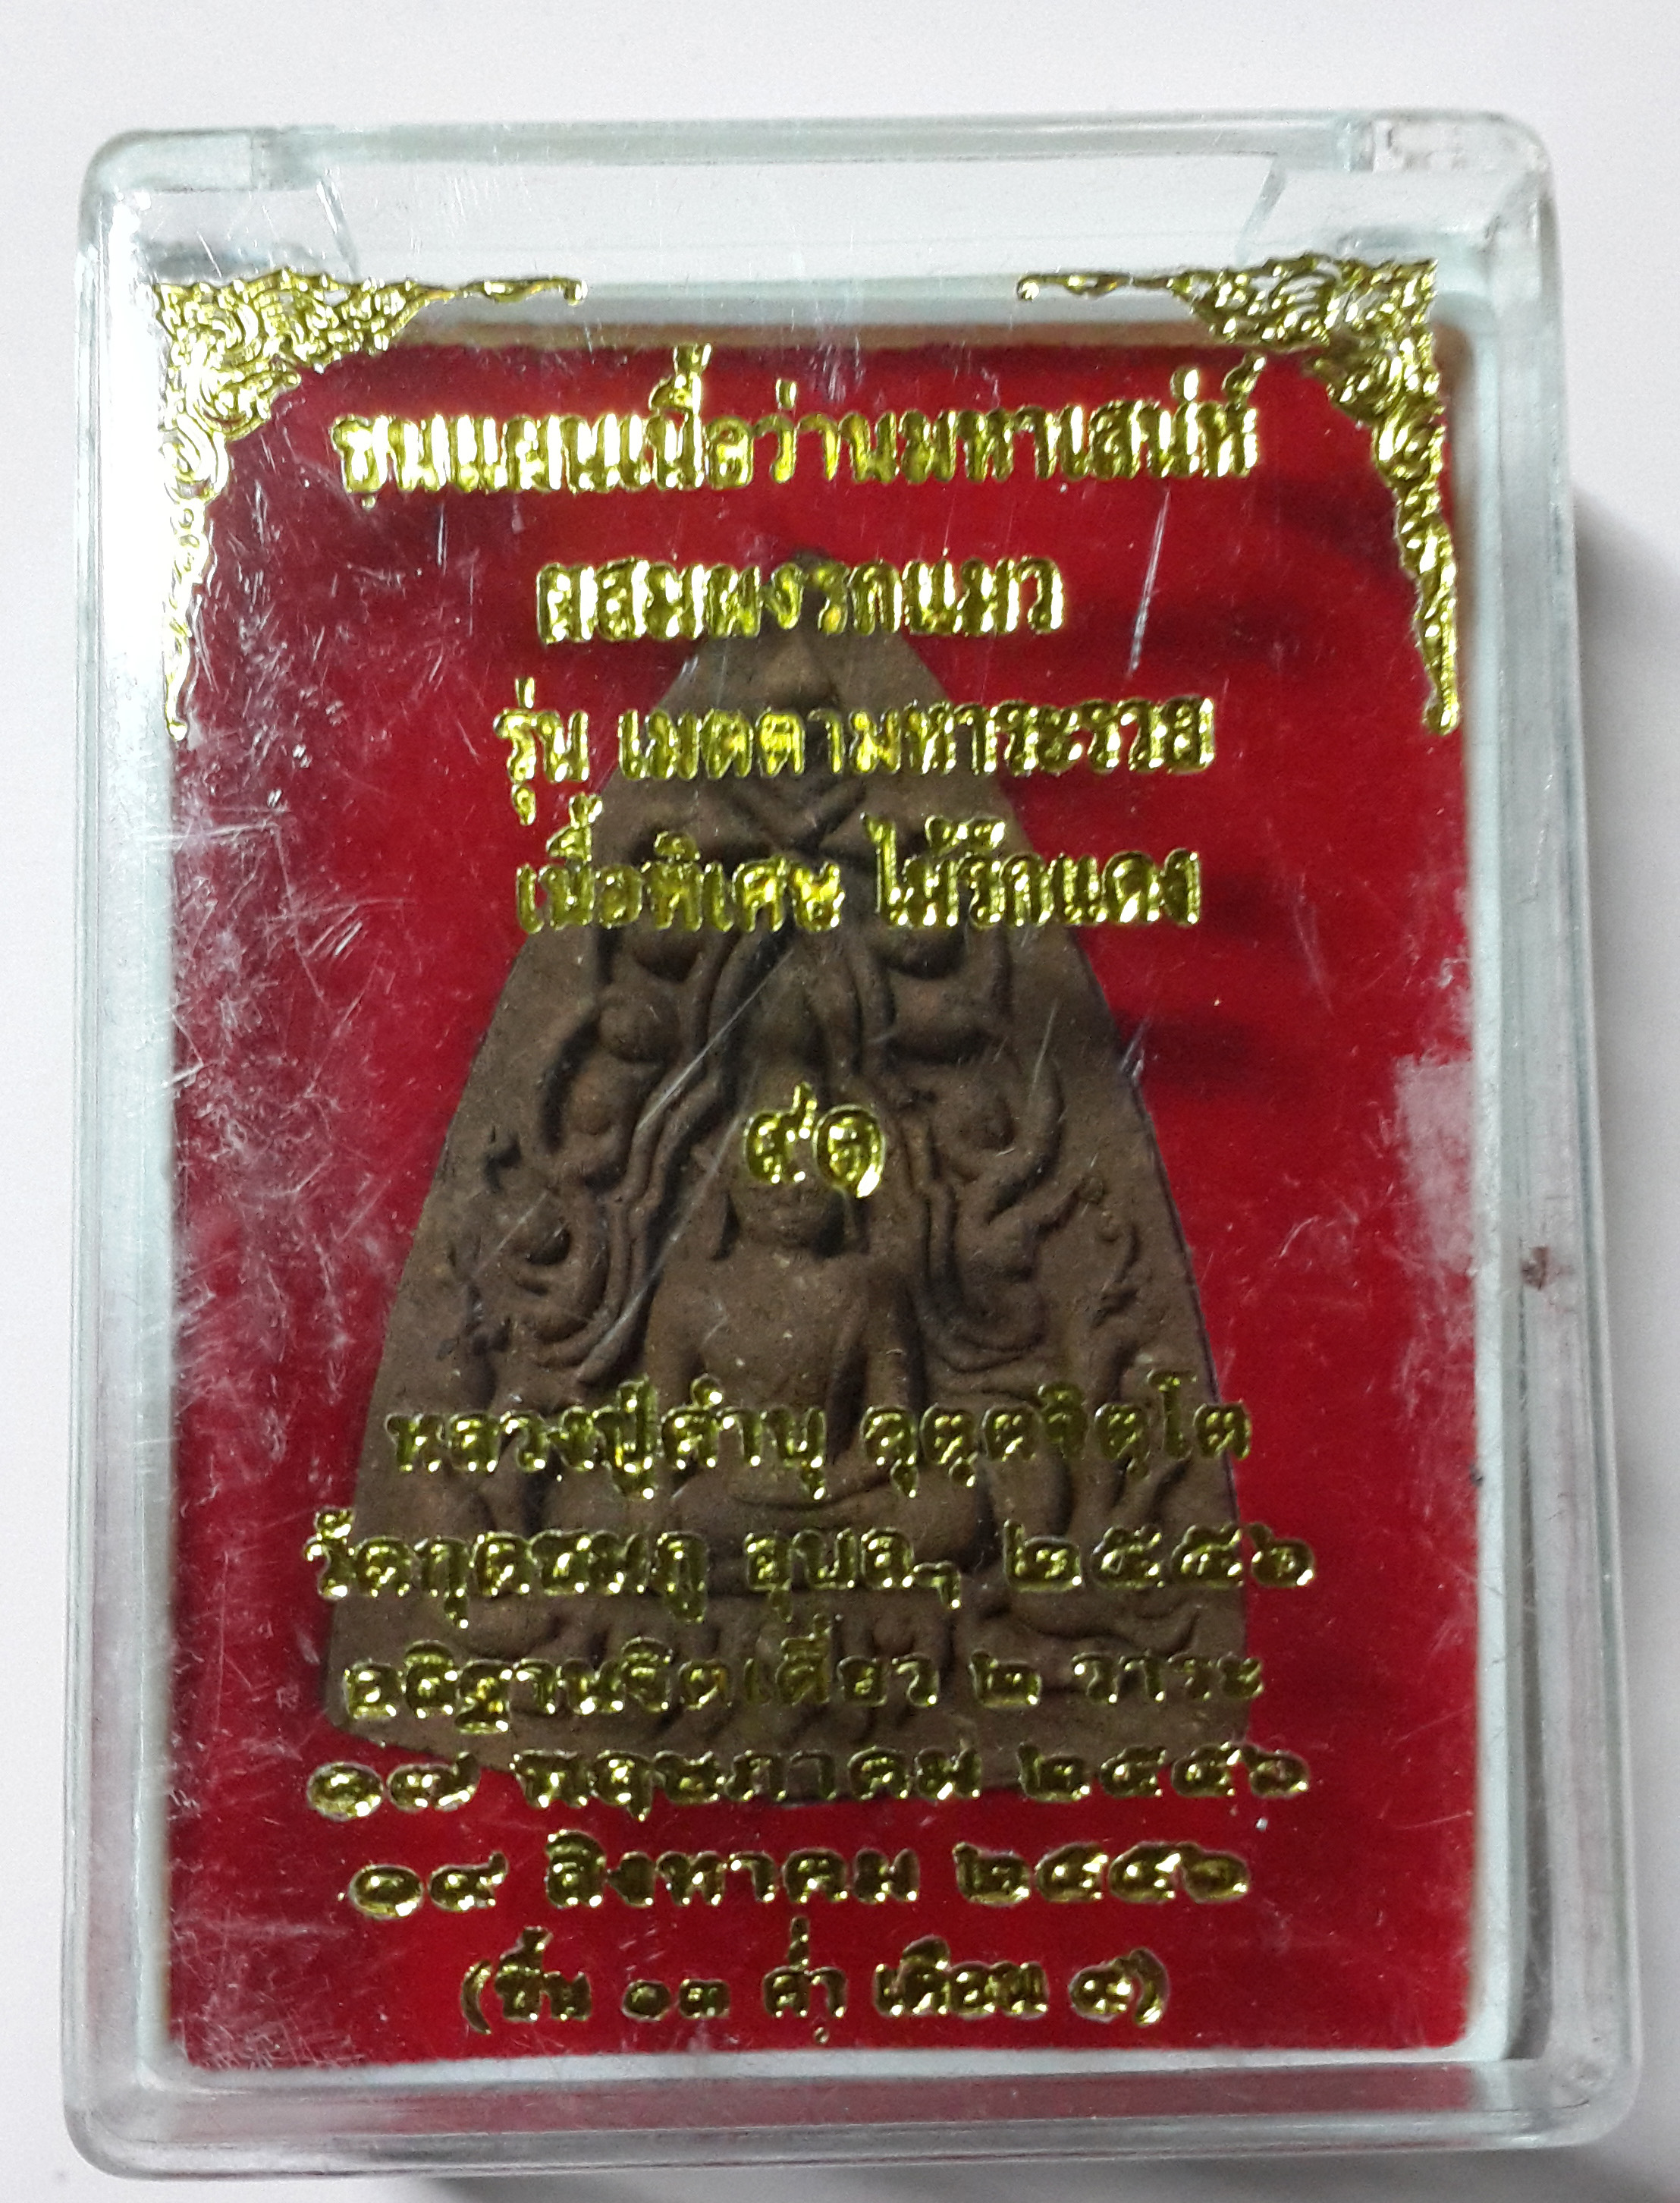 ขุนแผนเนื้อว่านมหาเสน่ห์
ผสมผงรกแมว
รุ่น เมตตามหาระรวย
เนื้อพิเศษ ไม้รักแดง
๙๑
หลวงปู่คำบุ คุตฺตจิตฺโต
วัดกุดชมภู อุบลฯ ๒๕๕๖
อธิฐานจิตเดี่ยว ๒ วาระ
๑๗ พฤษภาคม ๒๕๕๖
๑๙ สิงหาคม ๒๕๕๖
(ขึ้น ๑๓ ค่ำ เดือน ๙)